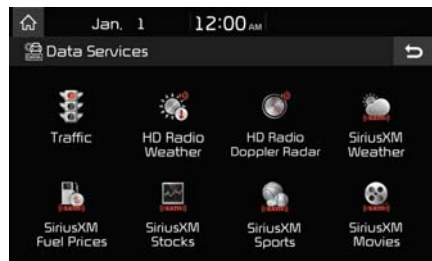 Jan. 1 12:00 AM
Data Services
Traffic
HD Radio
Weather
HD Radio
Doppler Radar
SiriusXM
Weather
SiriusXM
Fuel Prices
SiriusXM
Stocks
SiriusXM
Sports
SiriusXM
Movies